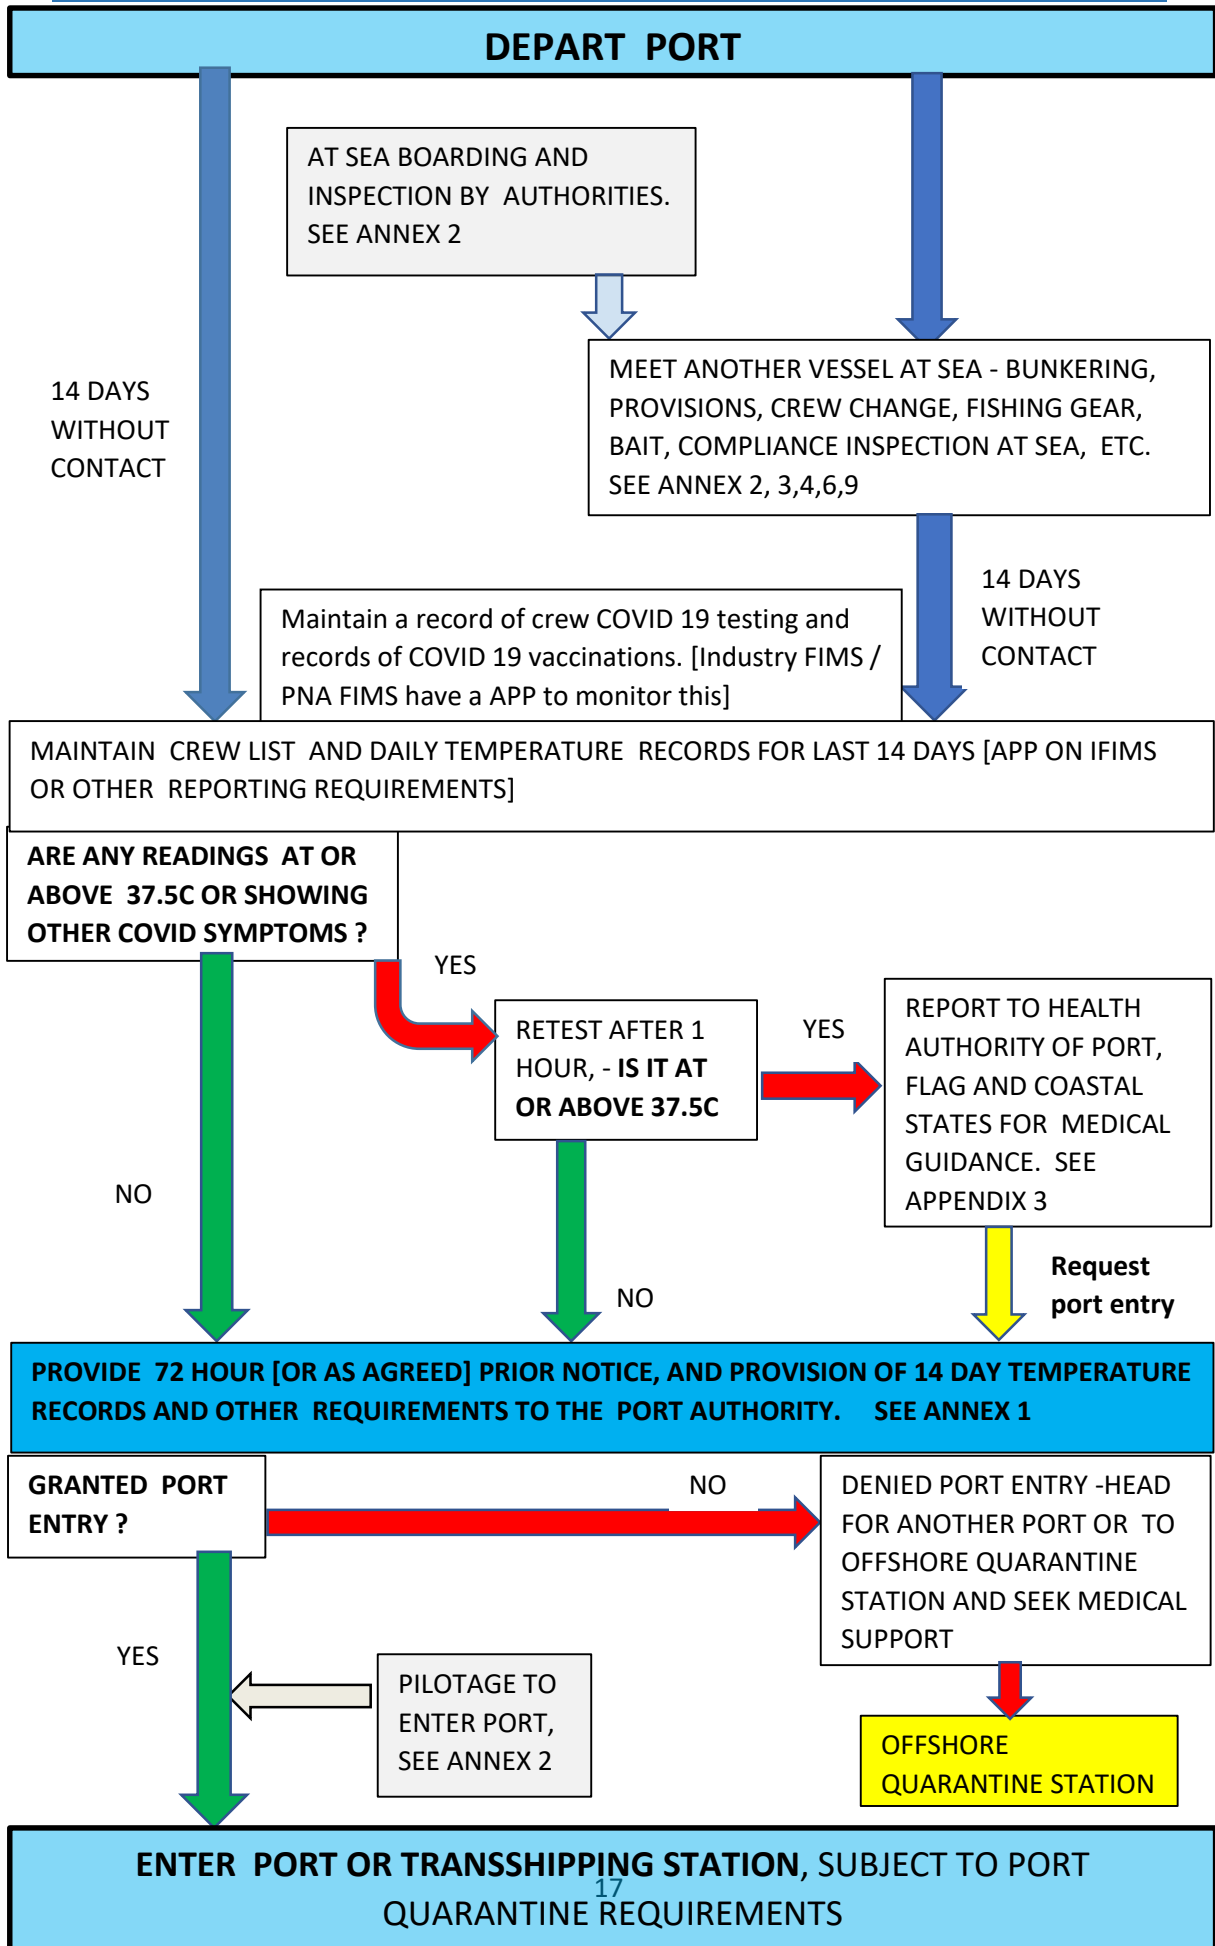 DEPART PORT
AT SEA BOARDING AND
INSPECTION BY AUTHORITIES.
SEE ANNEX 2
14 DAYS
WITHOUT
CONTACT
MEET ANOTHER VESSEL AT SEA - BUNKERING,
PROVISIONS, CREW CHANGE, FISHING GEAR,
BAIT, COMPLIANCE INSPECTION AT SEA, ETC.
SEE ANNEX 2, 3,4,6,9
14 DAYS
WITHOUT
CONTACT
Maintain a record of crew COVID 19 testing and
records of COVID 19 vaccinations. [Industry FIMS /
PNA FIMS have a APP to monitor this]
MAINTAIN CREW LIST AND DAILY TEMPERATURE RECORDS FOR LAST 14 DAYS [APP ON IFIMS
OR OTHER REPORTING REQUIREMENTS]
ARE ANY READINGS AT OR
ABOVE 37.5C OR SHOWING
OTHER COVID SYMPTOMS ?
YES
RETEST AFTER 1
HOUR, - IS IT AT
OR ABOVE 37.5C
YES
REPORT TO HEALTH
AUTHORITY OF PORT,
FLAG AND COASTAL
STATES FOR MEDICAL
GUIDANCE. SEE
APPENDIX 3
NO
NO
Request
port entry
PROVIDE 72 HOUR [OR AS AGREED] PRIOR NOTICE, AND PROVISION OF 14 DAY TEMPERATURE
RECORDS AND OTHER REQUIREMENTS TO THE PORT AUTHORITY. SEE ANNEX 1
GRANTED PORT
ENTRY ?
NO
DENIED PORT ENTRY -HEAD
FOR ANOTHER PORT OR TO
OFFSHORE QUARANTINE
STATION AND SEEK MEDICAL
SUPPORT
YES
PILOTAGE TO
ENTER PORT,
SEE ANNEX 2
OFFSHORE
QUARANTINE STATION
ENTER PORT OR TRANSSHIPPING STATION, SUBJECT TO PORT
17
QUARANTINE REQUIREMENTS